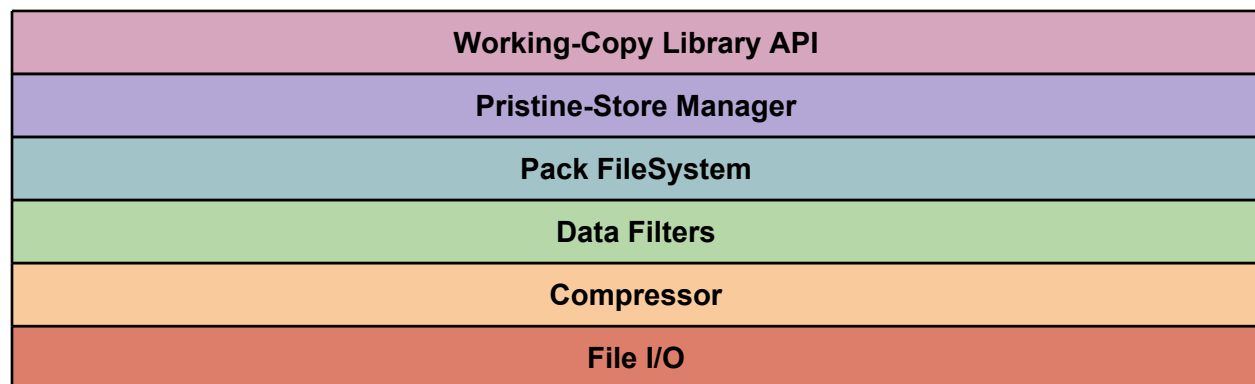 Working-Copy Library API
Pristine-Store Manager
Pack FileSystem
Data Filters
Compressor
File I/O